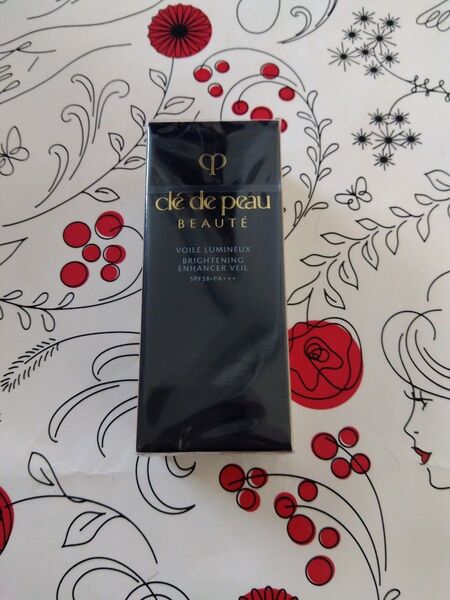 clé de peau
BEAUTÉ
VOILE LUMINEUX
BRIGHTENING
ENHANCER VEIL
SPF38•PA+++